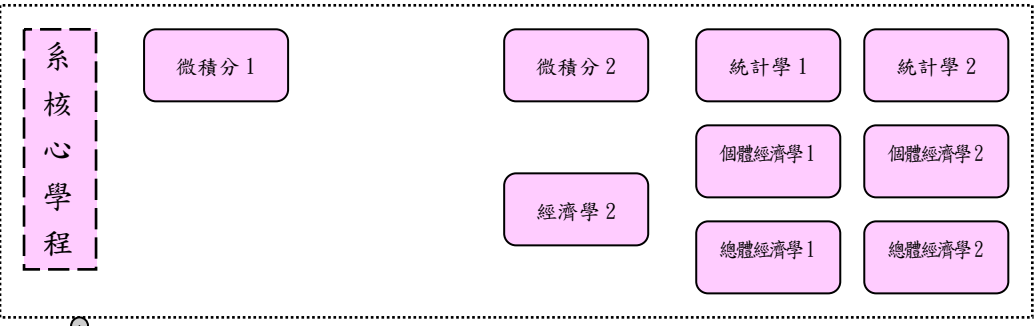 系核心學程
微積分 1
微積分 2
統計學 1
統計學 2
個體經濟學 1
個體經濟學 2
經濟學 2
總體經濟學 1
總體經濟學 2